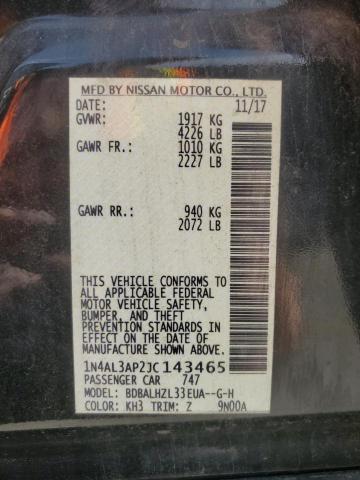 MFD BY NISSAN MOTOR CO., LTD.
DATE: 11/17
GVWR: 1917 KG
4226 LB
GAWR FR.: 1010 KG
2227 LB
GAWR RR.: 940 KG
2072 LB
THIS VEHICLE CONFORMS TO
ALL APPLICABLE FEDERAL
MOTOR VEHICLE SAFETY,
BUMPER, AND THEFT
PREVENTION STANDARDS IN
EFFECT ON THE DATE OF
MANUFACTURE SHOWN ABOVE.
1N4AL3AP2JC143465
PASSENGER CAR 747
MODEL: BDBALHZL33EUA--G-H
COLOR: KH3 TRIM: Z 9N00A